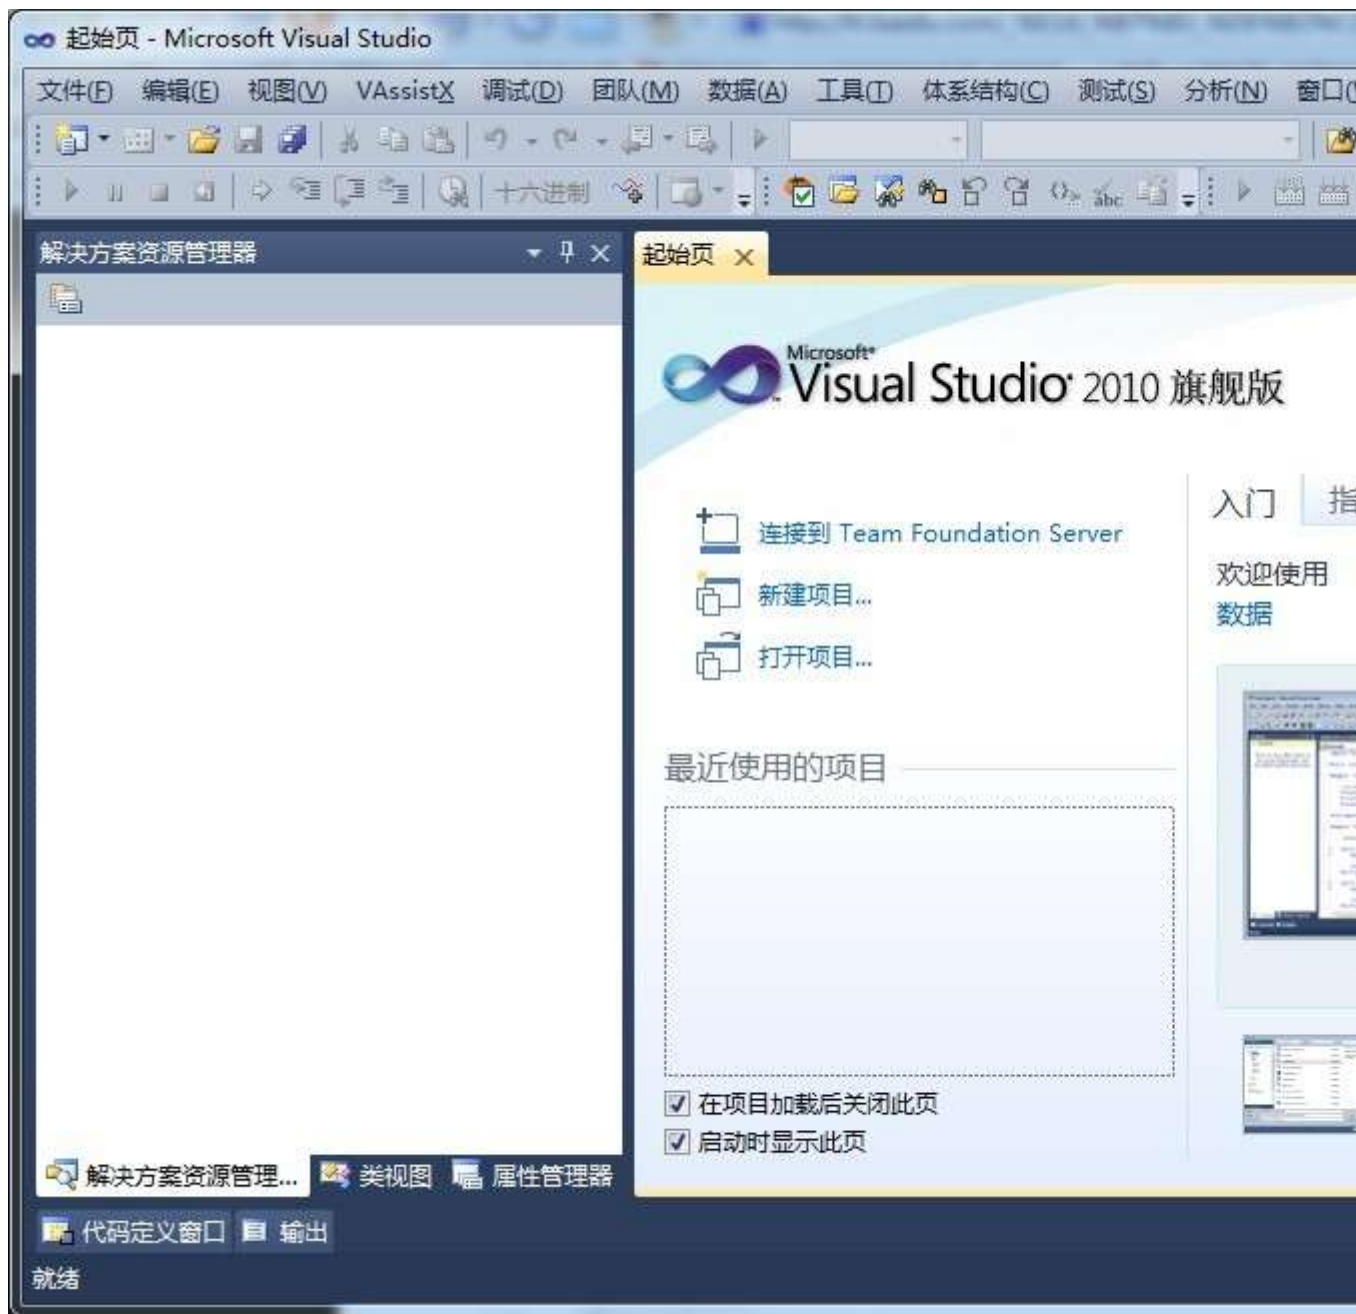 起始页 - Microsoft Visual Studio
文件(F) 编辑(E) 视图(V) VAssistX 调试(D) 团队(M) 数据(A) 工具(T) 体系结构(C) 测试(S) 分析(N) 窗口(
十六进制
abc
解决方案资源管理器
起始页
Microsoft
Visual Studio 2010 旗舰版
连接到 Team Foundation Server
新建项目...
打开项目...
最近使用的项目
在项目加载后关闭此页
启动时显示此页
入门 指
欢迎使用
数据
解决方案资源管理... 类视图 属性管理器
代码定义窗口 输出
就绪